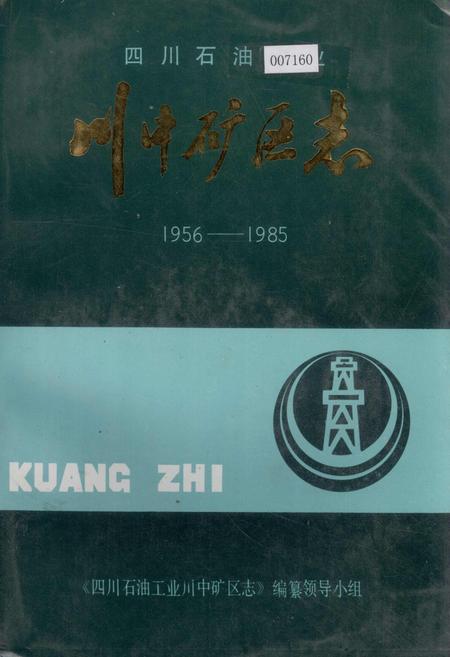 四川石油 业
007160
川中矿区志
1956——1985
KUANG ZHI
《四川石油工业川中矿区志》编纂领导小组